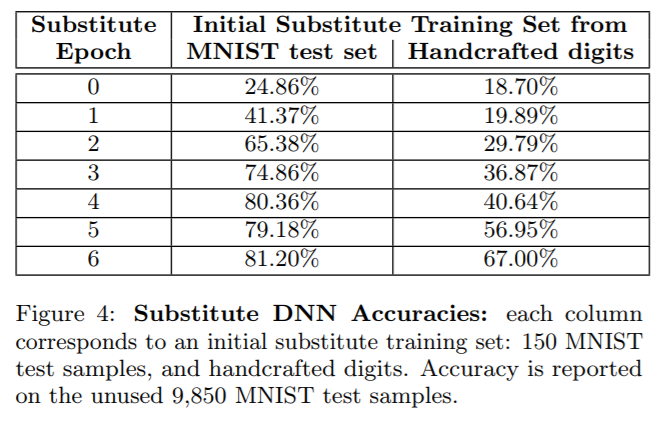 Substitute Initial Substitute Training Set from
Epoch MNIST test set Handcrafted digits
0 24.86% 18.70%
1 41.37% 19.89%
2 65.38% 29.79%
3 74.86% 36.87%
4 80.36% 40.64%
5 79.18% 56.95%
6 81.20% 67.00%
Figure 4: Substitute DNN Accuracies: each column
corresponds to an initial substitute training set: 150 MNIST
test samples, and handcrafted digits. Accuracy is reported
on the unused 9,850 MNIST test samples.